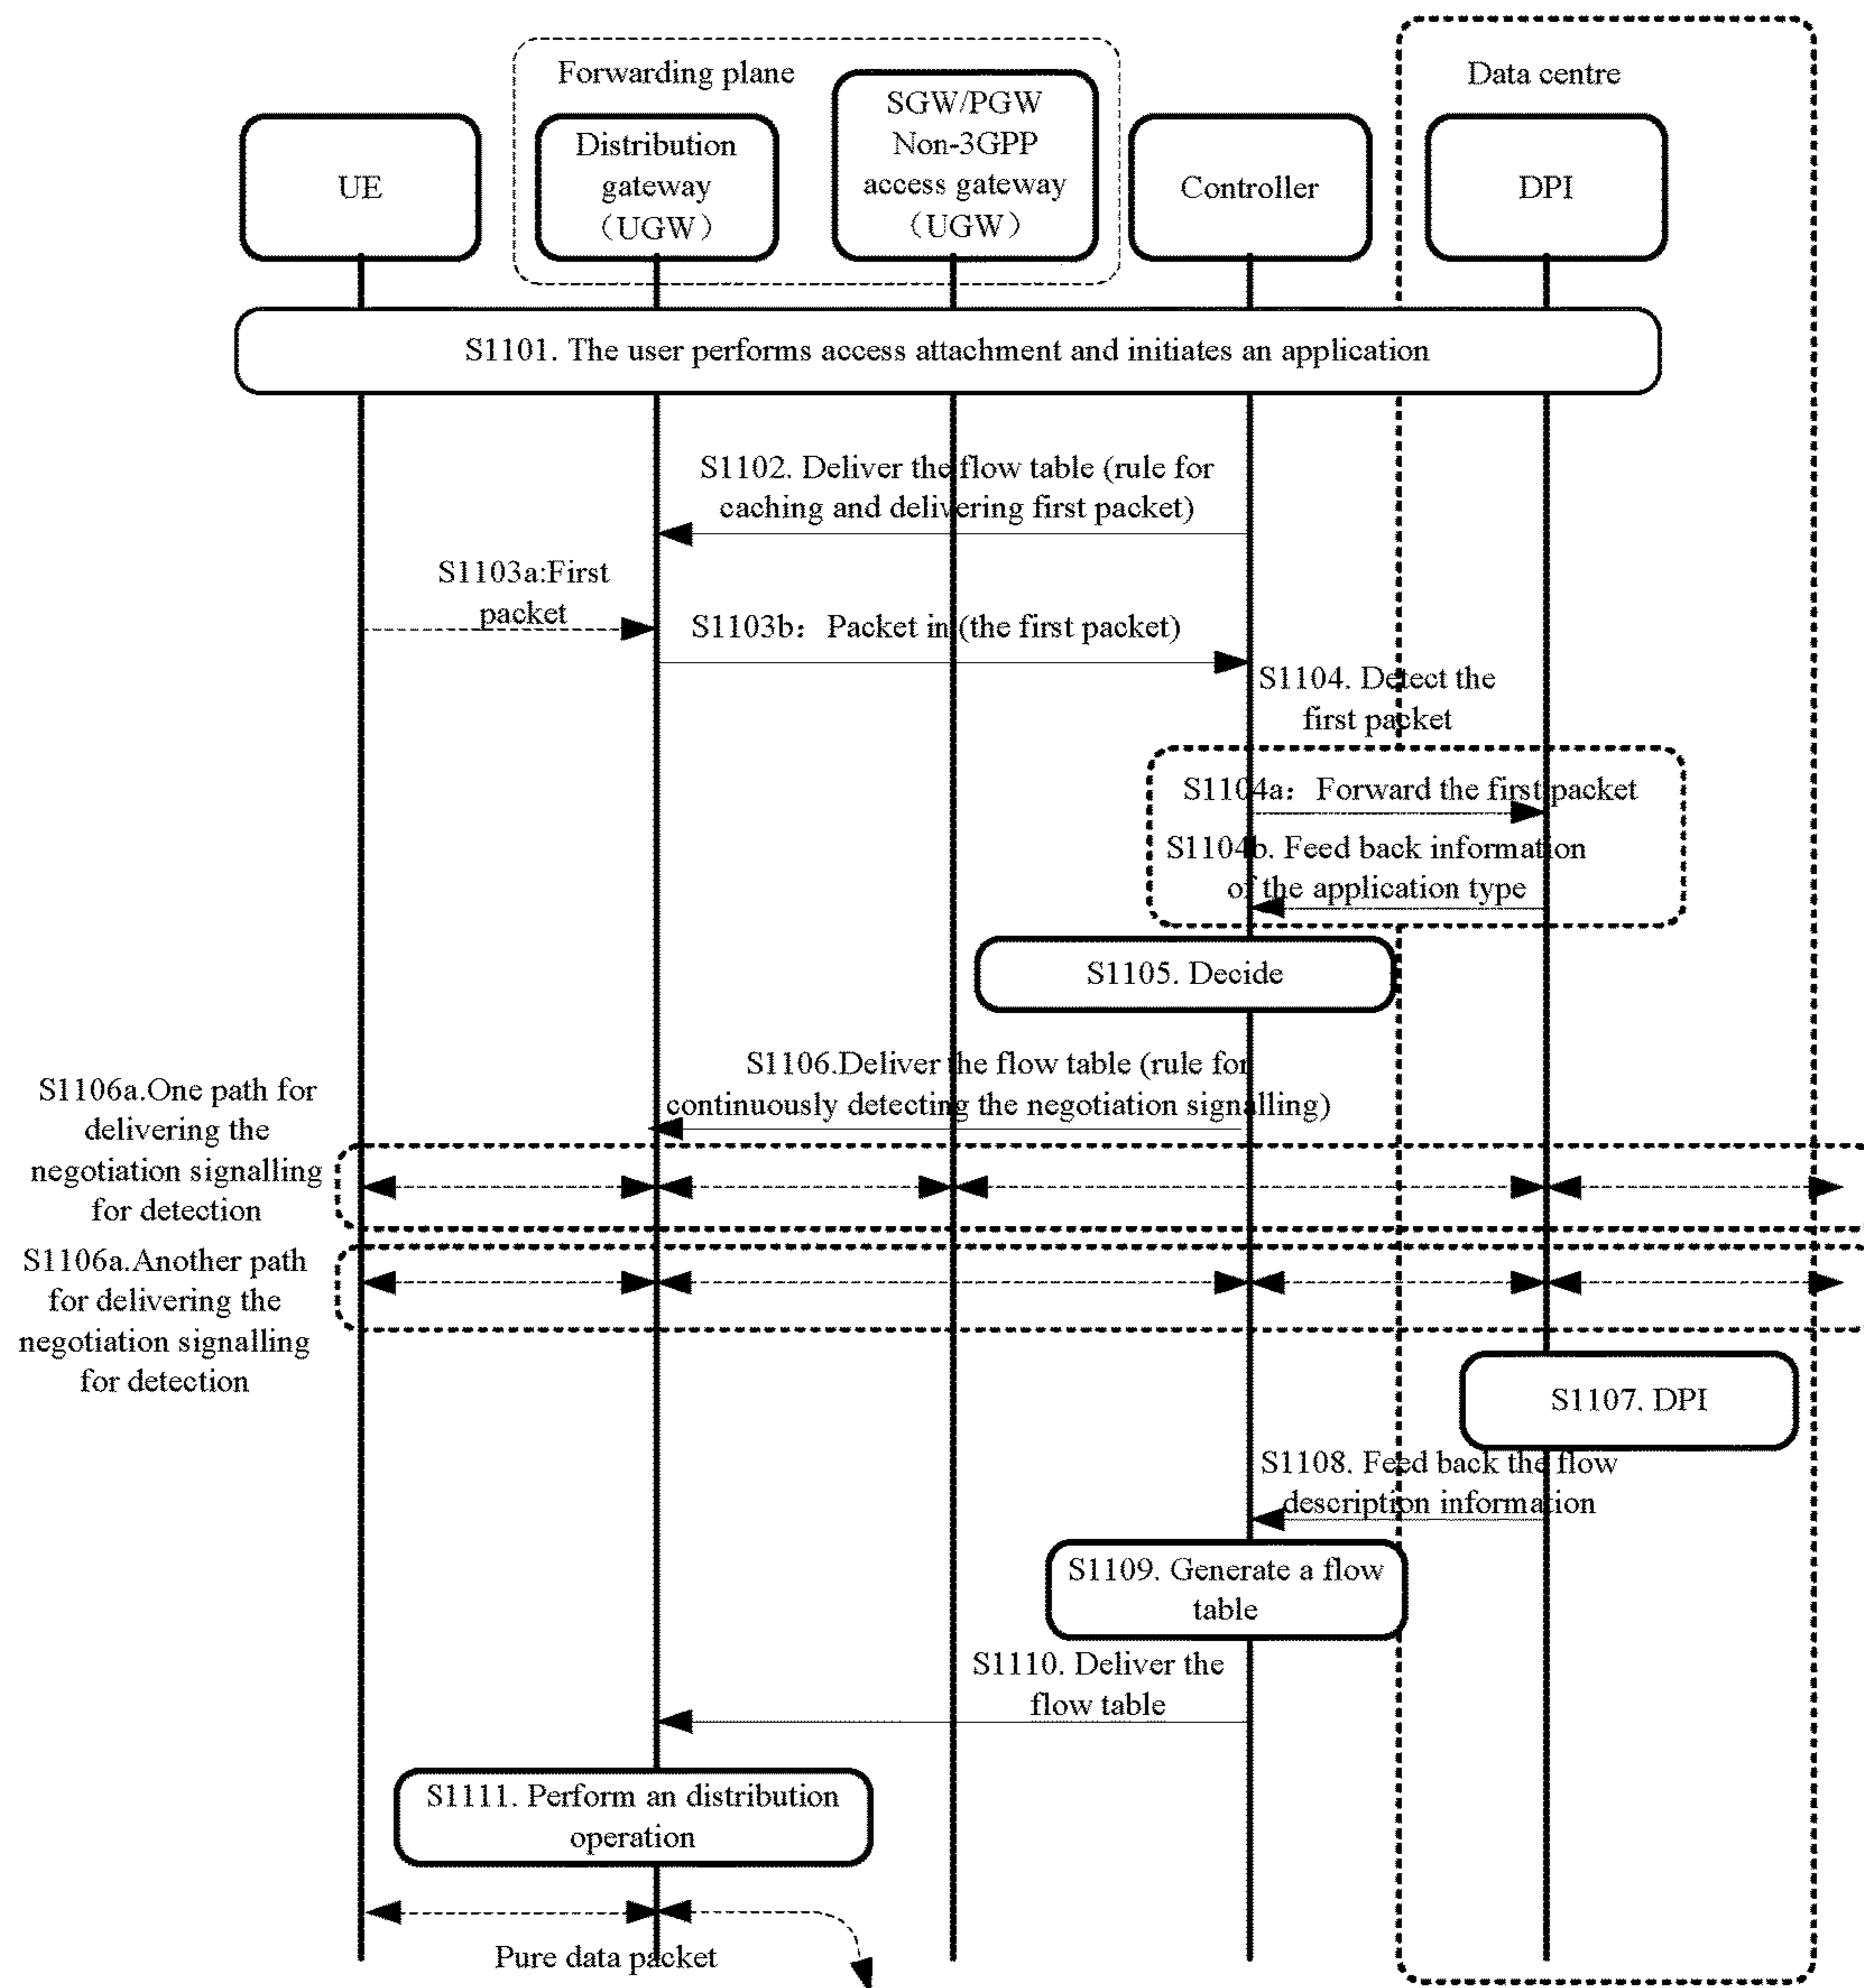 Forwarding plane
Data centre
UE
Distribution
gateway
（UGW）
SGW/PGW
Non-3GPP
access gateway
（UGW）
Controller
DPI
S1101. The user performs access attachment and initiates an application
S1102. Deliver the flow table (rule for
caching and delivering first packet)
S1103a:First
packet
S1103b：Packet in (the first packet)
S1104. Detect the
first packet
S1104a：Forward the first packet
S1104b. Feed back information
of the application type
S1105. Decide
S1106.Deliver the flow table (rule for
continuously detecting the negotiation signalling)
S1106a.One path for
delivering the
negotiation signalling
for detection
S1106a.Another path
for delivering the
negotiation signalling
for detection
S1107. DPI
S1108. Feed back the flow
description information
S1109. Generate a flow
table
S1110. Deliver the
flow table
S1111. Perform an distribution
operation
Pure data packet